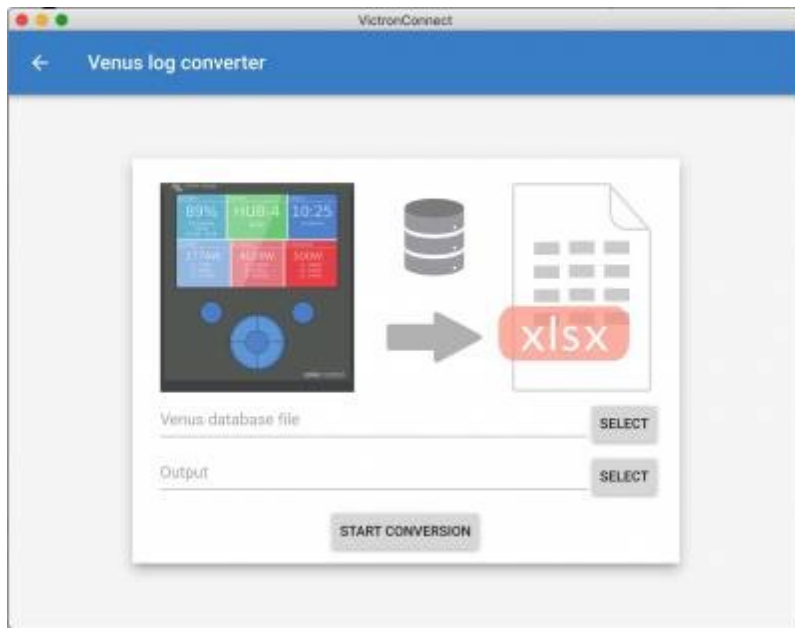 VictronConnect
Venus log converter
89%
HUB-4
10:25
xlsx
Venus database file
SELECT
Output
SELECT
START CONVERSION